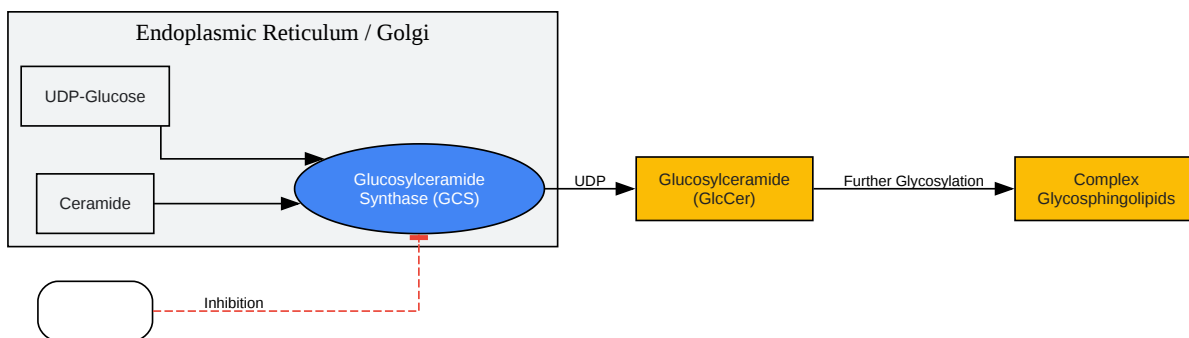 Endoplasmic Reticulum / Golgi
UDP-Glucose
Ceramide
Glucosylceramide
Synthase (GCS)
UDP
Glucosylceramide
(GlcCer)
Further Glycosylation
Complex
Glycosphingolipids
Inhibition